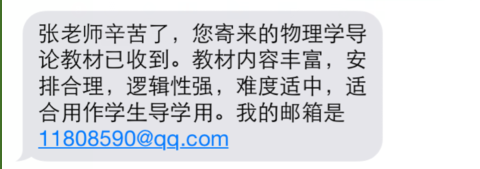 张老师辛苦了，您寄来的物理学导
论教材已收到。教材内容丰富，安
排合理，逻辑性强，难度适中，适
合用作学生导学用。我的邮箱是
11808590@qq.com